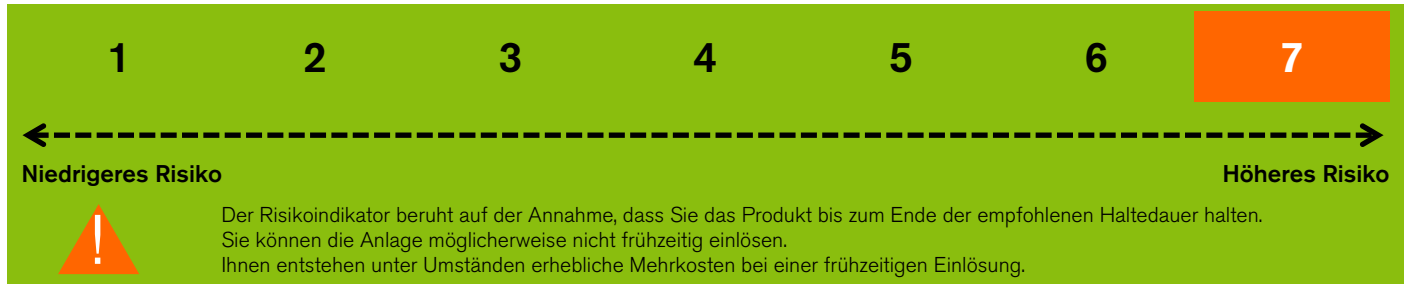 1 2 3 4 5 6 7
Niedrigeres Risiko Höheres Risiko
! Der Risikoindikator beruht auf der Annahme, dass Sie das Produkt bis zum Ende der empfohlenen Haltedauer halten.
Sie können die Anlage möglicherweise nicht frühzeitig einlösen.
Ihnen entstehen unter Umständen erhebliche Mehrkosten bei einer frühzeitigen Einlösung.